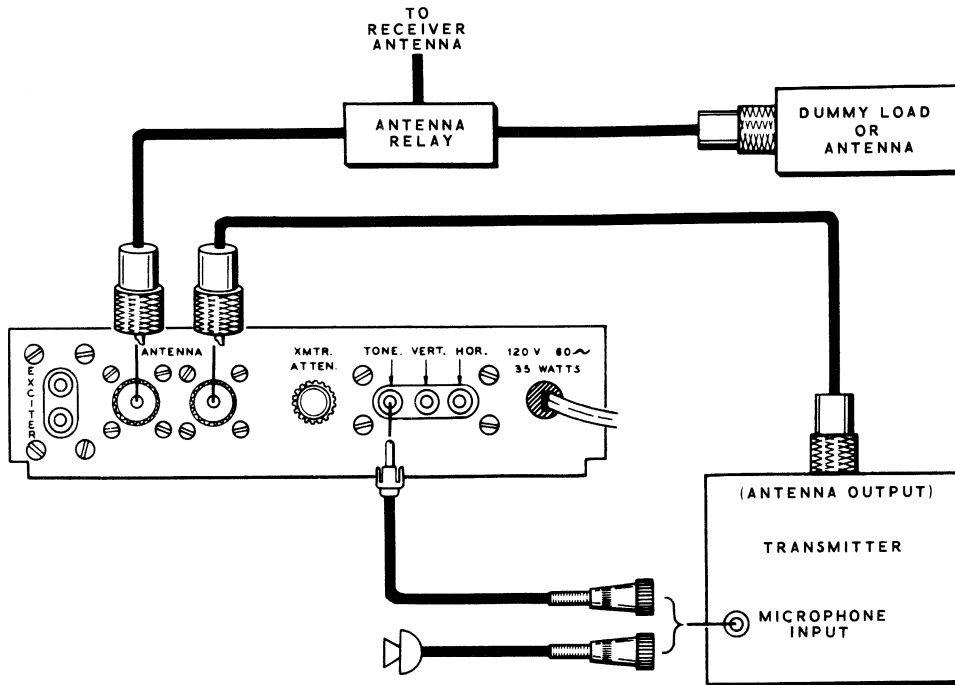 TO
RECEIVER
ANTENNA
ANTENNA
RELAY
DUMMY LOAD
OR
ANTENNA
EXCITER
ANTENNA
XMTR.
ATTEN.
TONE. VERT. HOR.
120 V 60~
35 WATTS
(ANTENNA OUTPUT)
TRANSMITTER
MICROPHONE
INPUT